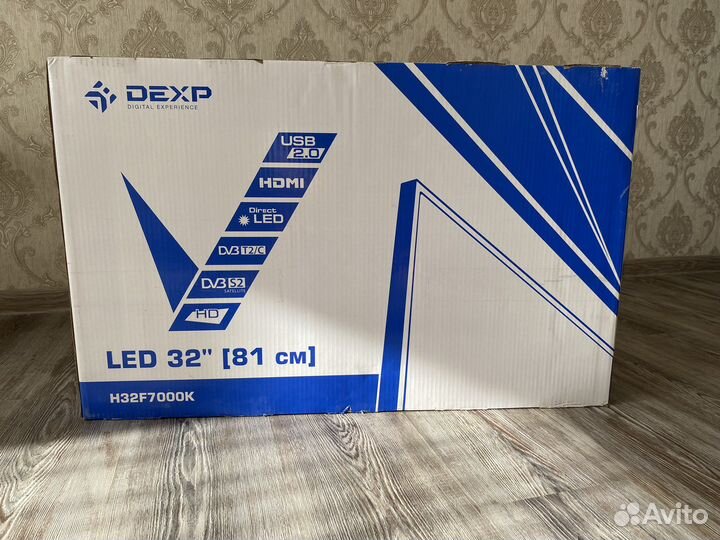 DEXP
DIGITAL EXPERIENCE
USB
2.0
HDMI
Direct
LED
DVB T2/C
DVB S2
SATELLITE
HD
LED 32" [81 см]
H32F7000K
Avito